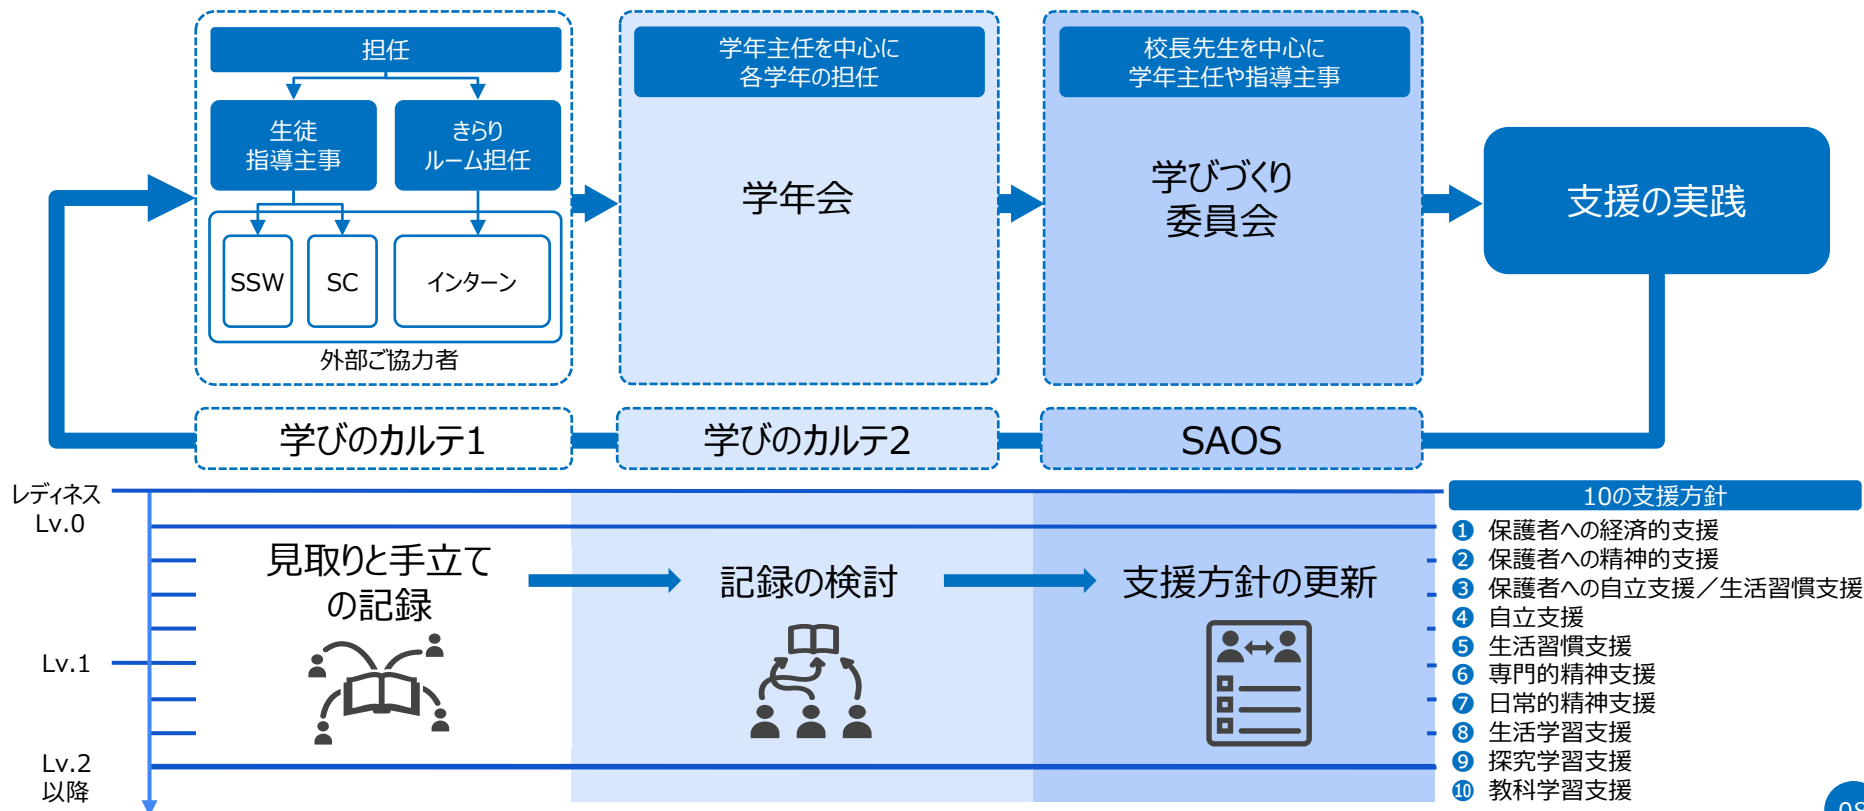 担任
生徒
指導主事
きらり
ルーム担任
SSW
SC
インターン
外部ご協力者
学年主任を中心に
各学年の担任
学年会
校長先生を中心に
学年主任や指導主事
学びづくり
委員会
支援の実践
学びのカルテ1
学びのカルテ2
SAOS
レディネス
Lv.0
Lv.1
Lv.2
以降
見取りと手立て
の記録
記録の検討
支援方針の更新
10の支援方針
❶ 保護者への経済的支援
❷ 保護者への精神的支援
❸ 保護者への自立支援／生活習慣支援
❹ 自立支援
❺ 生活習慣支援
❻ 専門的精神支援
❼ 日常的精神支援
❽ 生活学習支援
❾ 探究学習支援
❿ 教科学習支援